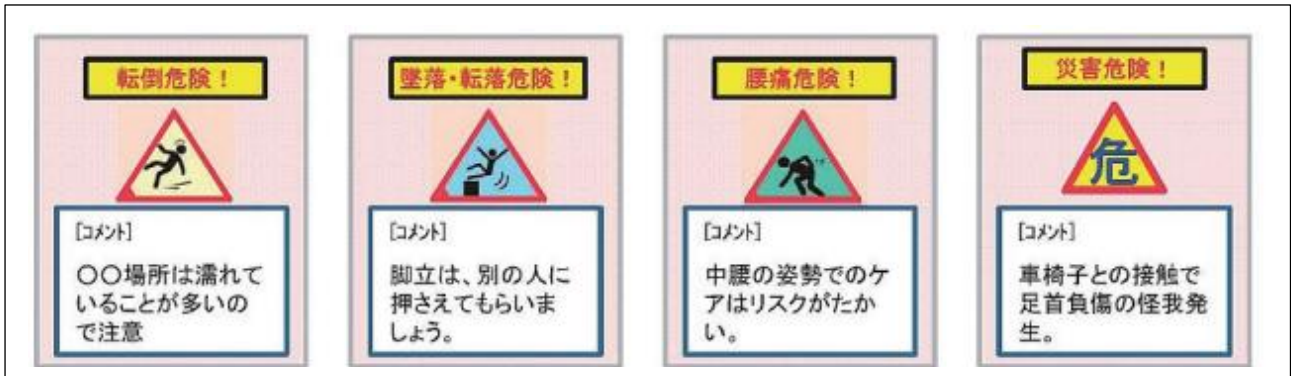 転倒危険！
[コメント]
〇〇場所は濡れて
いることが多いの
で注意
墜落・転落危険！
[コメント]
脚立は、別の人に
押さえてもらいま
しょう。
腰痛危険！
[コメント]
中腰の姿勢でのケ
アはリスクがたか
い。
災害危険！
危
[コメント]
車椅子との接触で
足首負傷の怪我発
生。